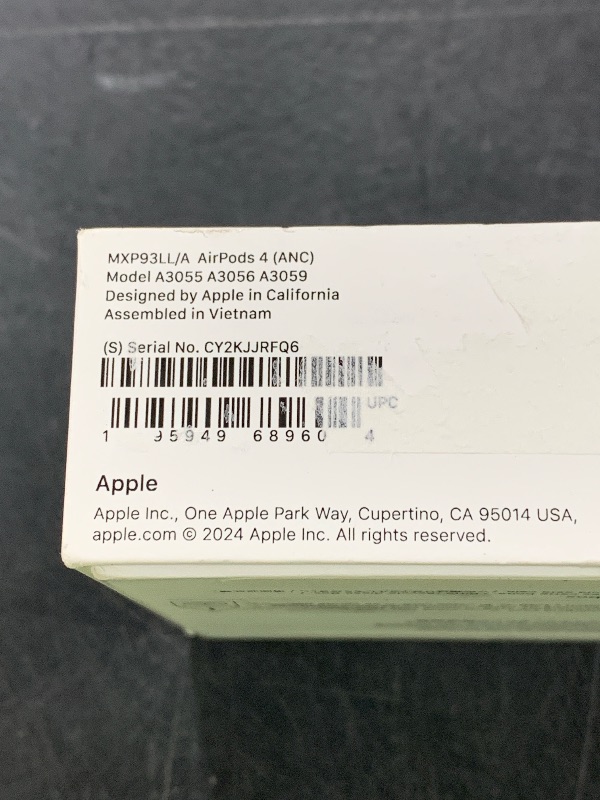 MXP93LL/A AirPods 4 (ANC)
Model A3055 A3056 A3059
Designed by Apple in California
Assembled in Vietnam
(S) Serial No. CY2KJJRFQ6
UPC
1 95949 68960 4
Apple
Apple Inc., One Apple Park Way, Cupertino, CA 95014 USA,
apple.com © 2024 Apple Inc. All rights reserved.